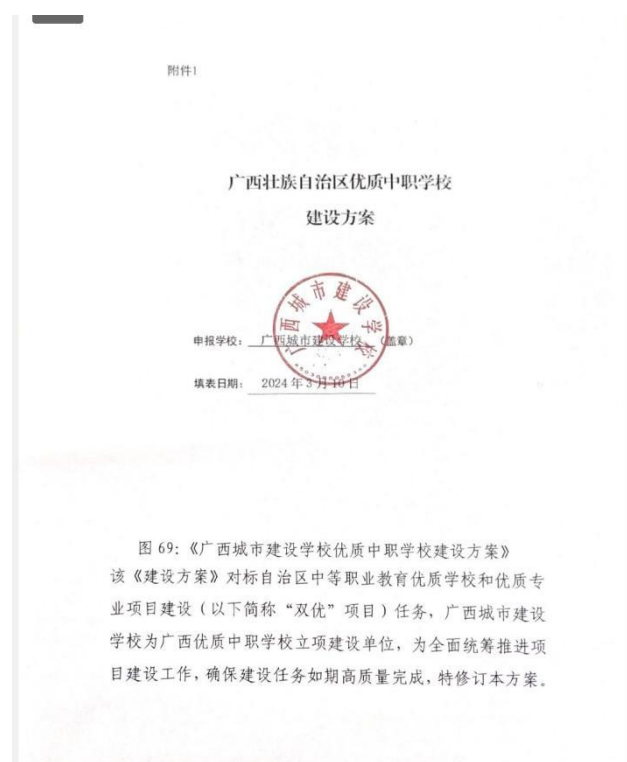 附件1
广西壮族自治区优质中职学校
建设方案
广西城市建设学校
申报学校：广西城市建设学校（盖章）
填表日期：2024年3月10日
图 69：《广西城市建设学校优质中职学校建设方案》
该《建设方案》对标自治区中等职业教育优质学校和优质专
业项目建设（以下简称“双优”项目）任务，广西城市建设
学校为广西优质中职学校立项建设单位，为全面统筹推进项
目建设工作，确保建设任务如期高质量完成，特修订本方案。